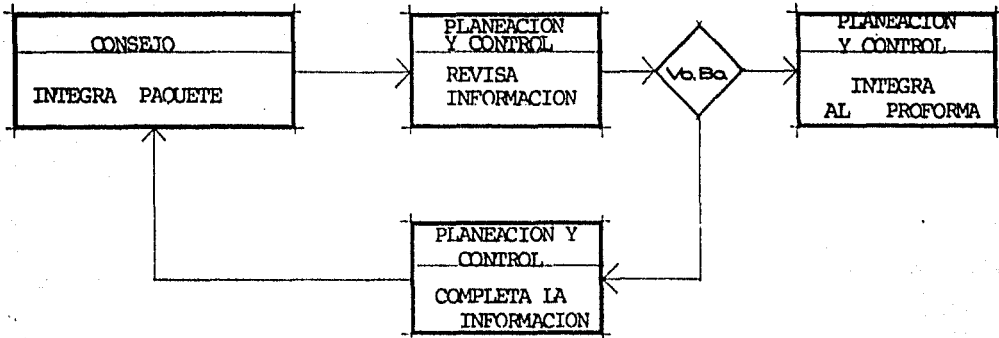 CONSEJO
INTEGRA PAQUETE
PLANEACION
Y CONTROL
REVISA
INFORMACION
Vo.Bo.
PLANEACION
Y CONTROL
INTEGRA
AL PROFORMA
PLANEACION Y
CONTROL
COMPLETA LA
INFORMACION